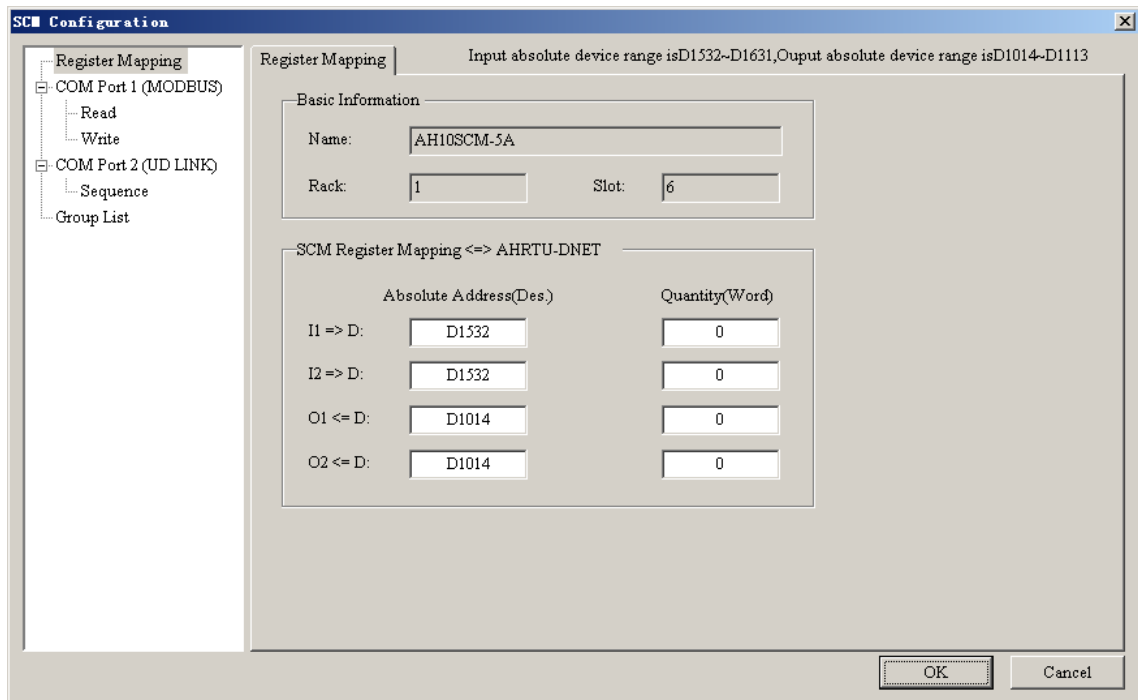 SCM Configuration
Register Mapping
COM Port 1 (MODBUS)
Read
Write
COM Port 2 (UD LINK)
Sequence
Group List
Register Mapping
Input absolute device range isD1532~D1631,Ouput absolute device range isD1014~D1113
Basic Information
Name: AH10SCM-5A
Rack: 1 Slot: 6
SCM Register Mapping <=> AHRTU-DNET
Absolute Address(Des.) Quantity(Word)
I1 => D: D1532 0
I2 => D: D1532 0
O1 <= D: D1014 0
O2 <= D: D1014 0
OK Cancel